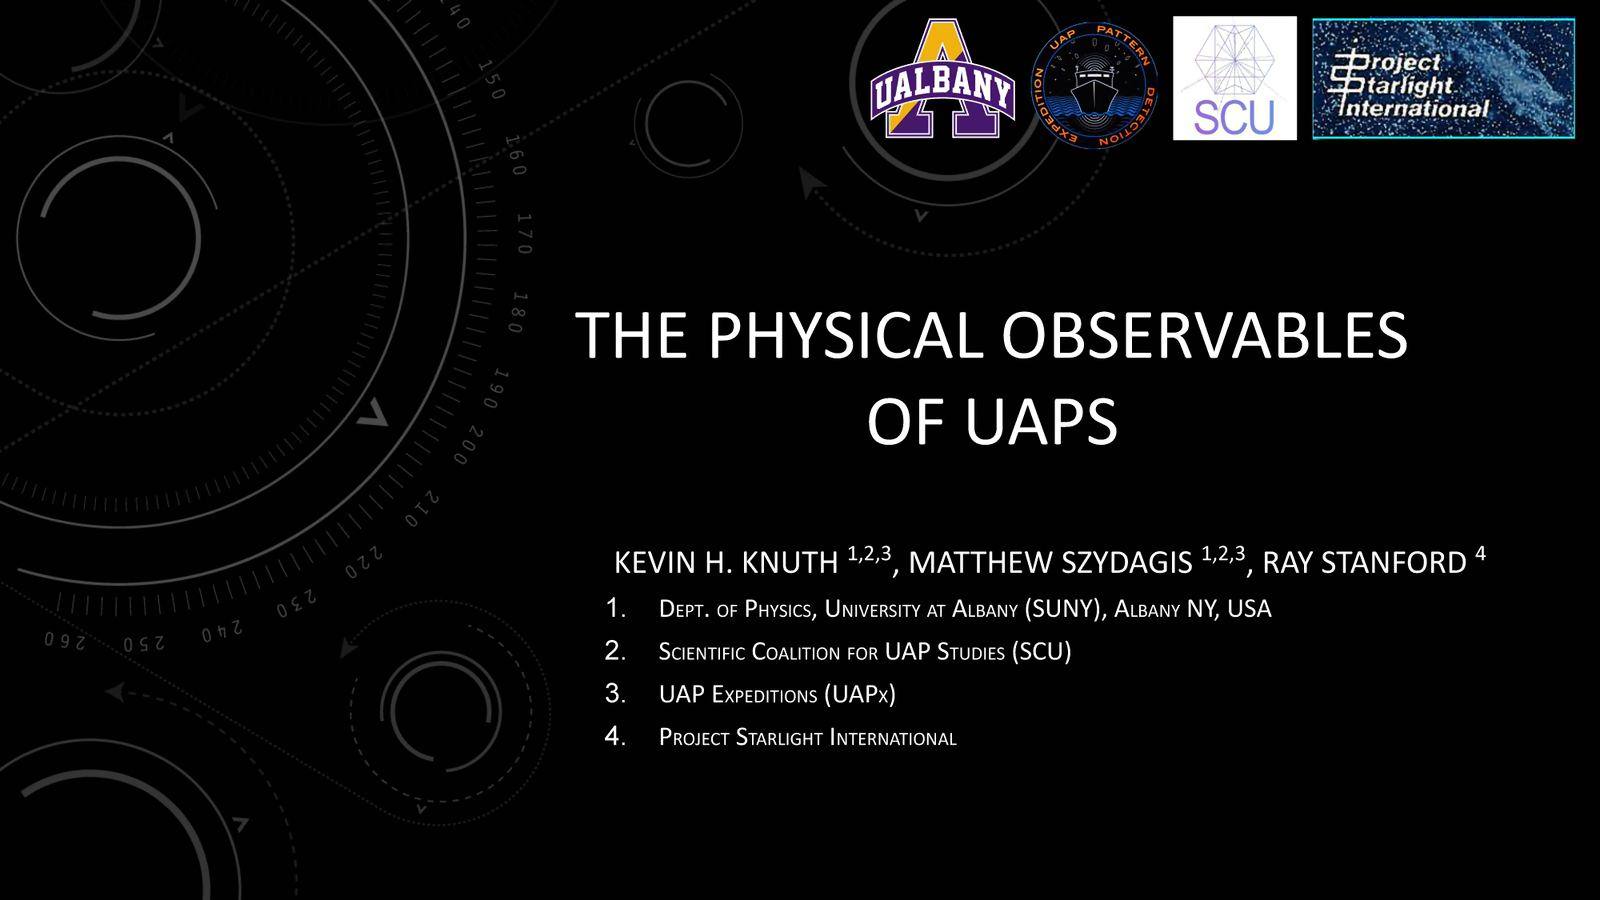 UALBANY
UAP PATTERN DETECTION EXPEDITION
SCU
Project
Starlight
International
140
150
160
170
180
190
200
210
220
230
240
250
260
THE PHYSICAL OBSERVABLES
OF UAPS
KEVIN H. KNUTH 1,2,3, MATTHEW SZYDAGIS 1,2,3, RAY STANFORD 4
1. DEPT. OF PHYSICS, UNIVERSITY AT ALBANY (SUNY), ALBANY NY, USA
2. SCIENTIFIC COALITION FOR UAP STUDIES (SCU)
3. UAP EXPEDITIONS (UAPX)
4. PROJECT STARLIGHT INTERNATIONAL